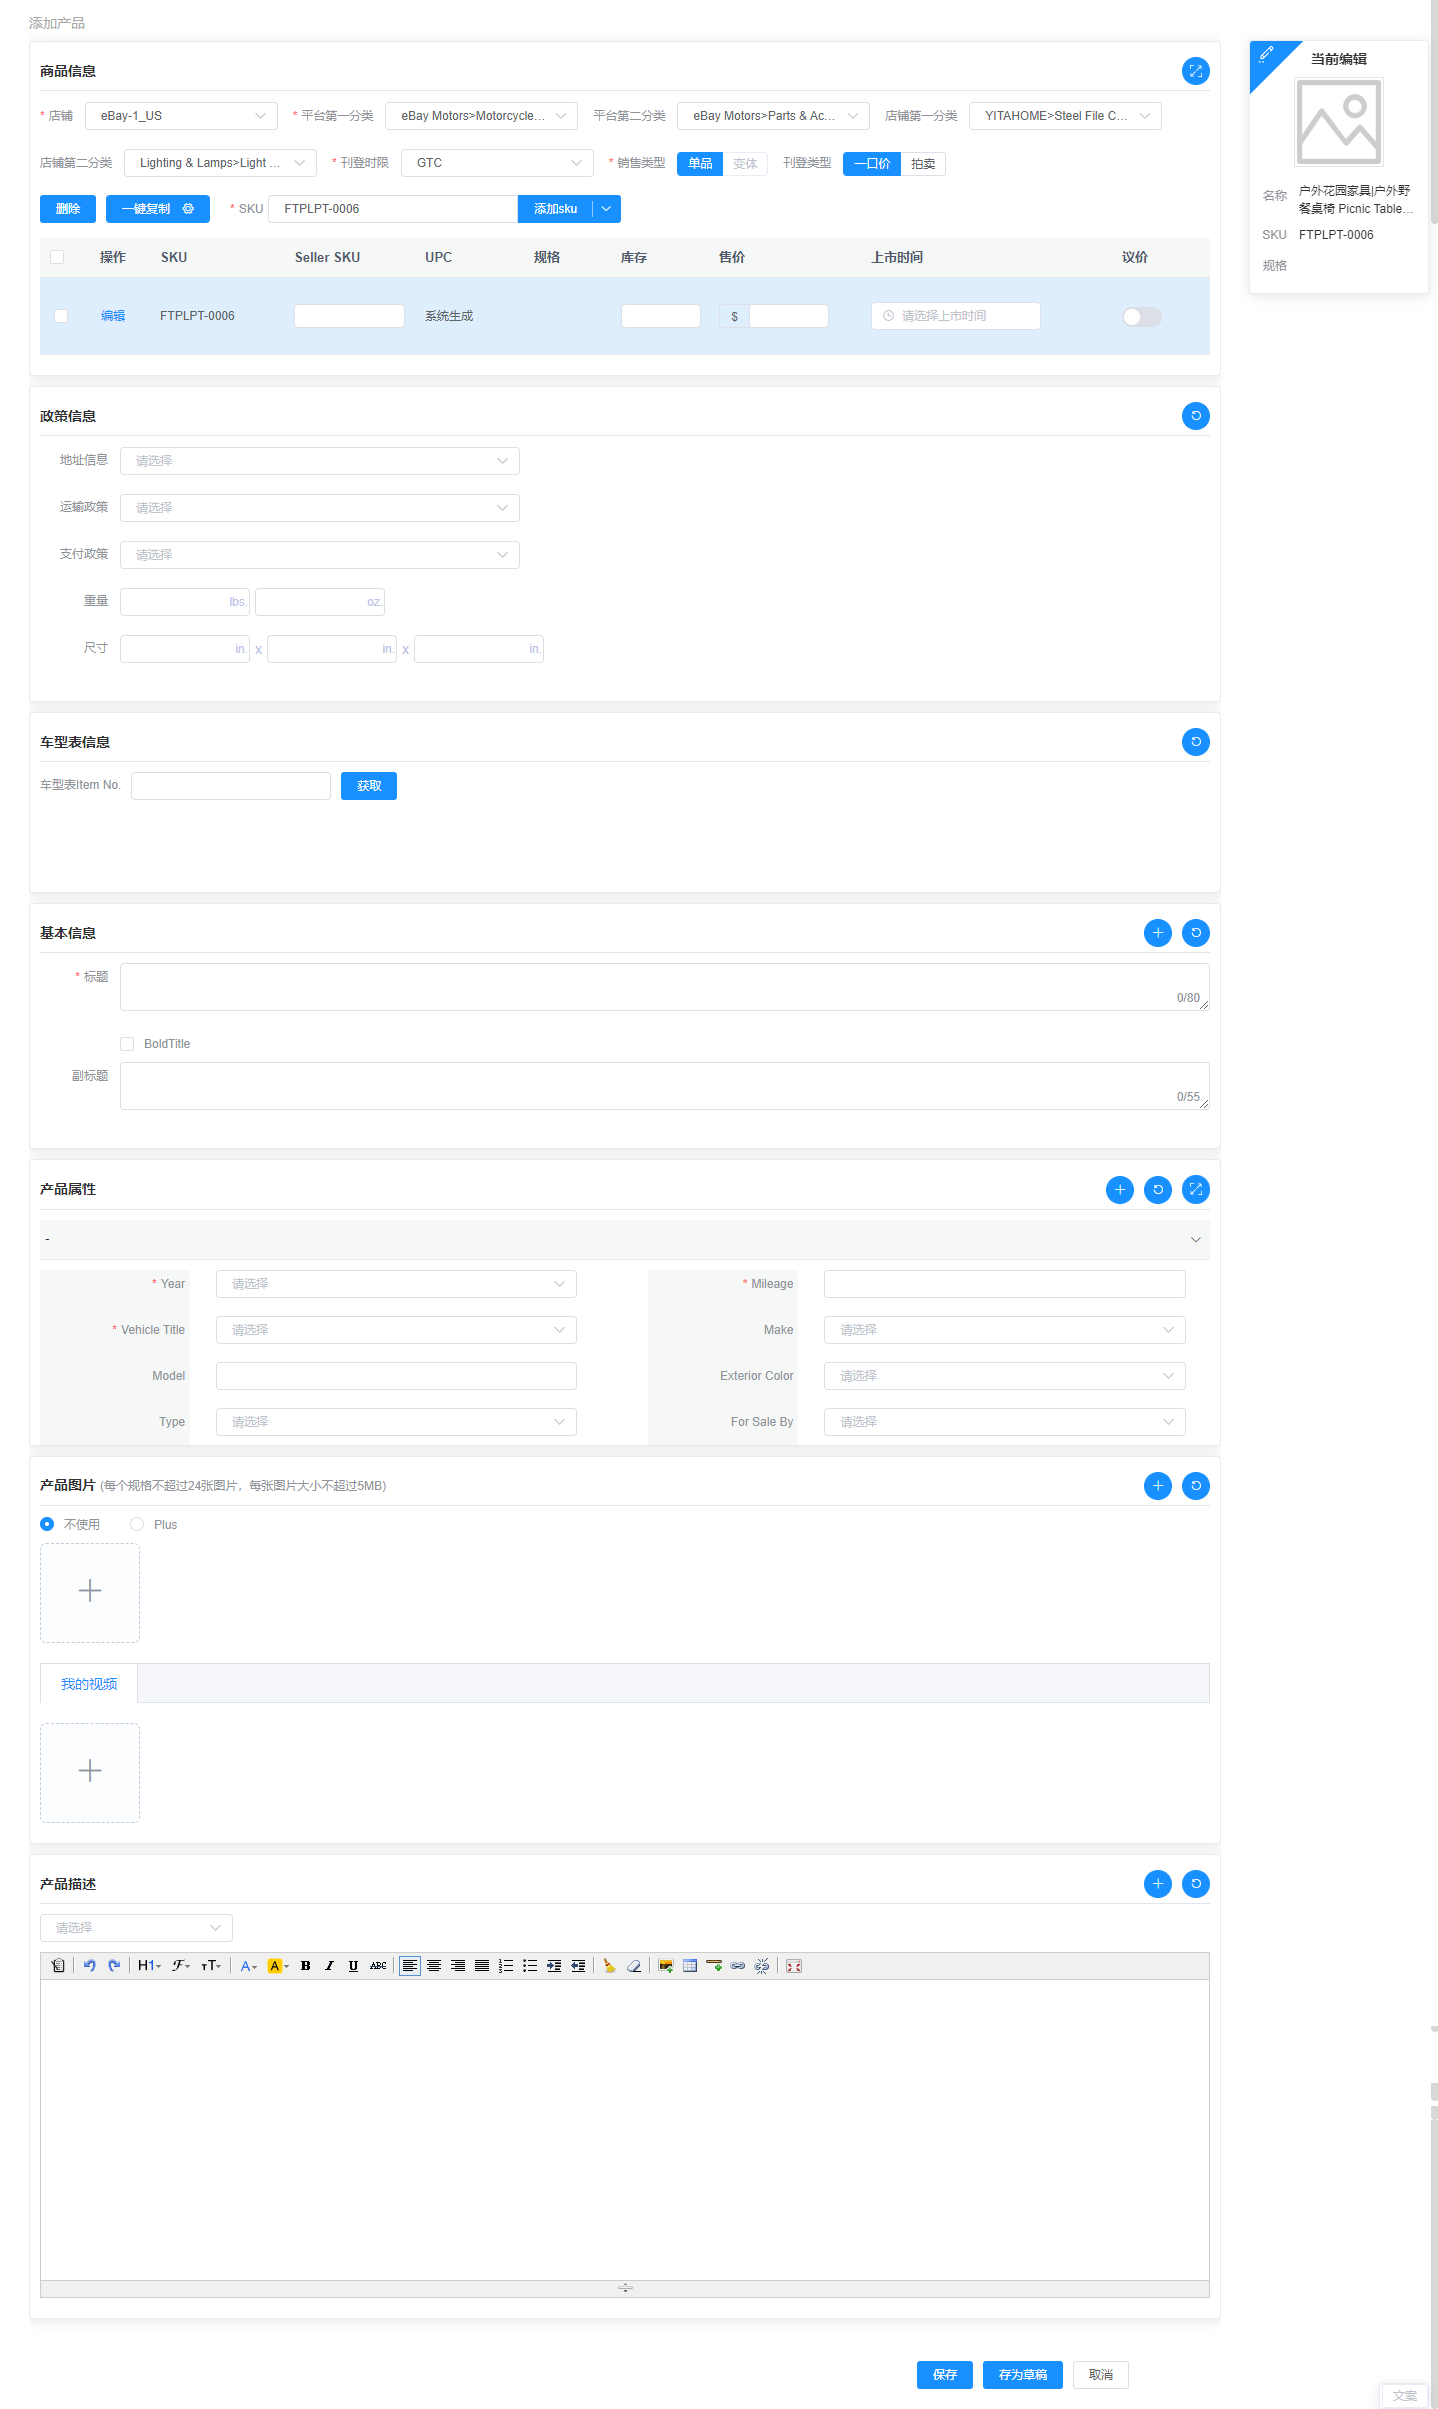 添加产品
商品信息
* 店铺 eBay-1_US * 平台第一分类 eBay Motors>Motorcycle... 平台第二分类 eBay Motors>Parts & Ac... 店铺第一分类 YITAHOME>Steel File C...
店铺第二分类 Lighting & Lamps>Light ... * 刊登时限 GTC * 销售类型 单品 变体 刊登类型 一口价 拍卖
删除 一键复制 * SKU FTPLPT-0006 添加sku
操作 SKU Seller SKU UPC 规格 库存 售价 上市时间 议价
编辑 FTPLPT-0006 系统生成 $ 请选择上市时间
当前编辑
名称 户外花园家具|户外野
餐桌椅 Picnic Table...
SKU FTPLPT-0006
规格
政策信息
地址信息 请选择
运输政策 请选择
支付政策 请选择
重量 lbs. oz.
尺寸 in. x in. x in.
车型表信息
车型表Item No. 获取
基本信息
* 标题
0/80
BoldTitle
副标题
0/55
产品属性
-
* Year 请选择 * Mileage
* Vehicle Title 请选择 Make 请选择
Model Exterior Color 请选择
Type 请选择 For Sale By 请选择
产品图片 (每个规格不超过24张图片，每张图片大小不超过5MB)
不使用 Plus
我的视频
产品描述
请选择
H1 F TT A A B I U ABC
保存 存为草稿 取消
文案